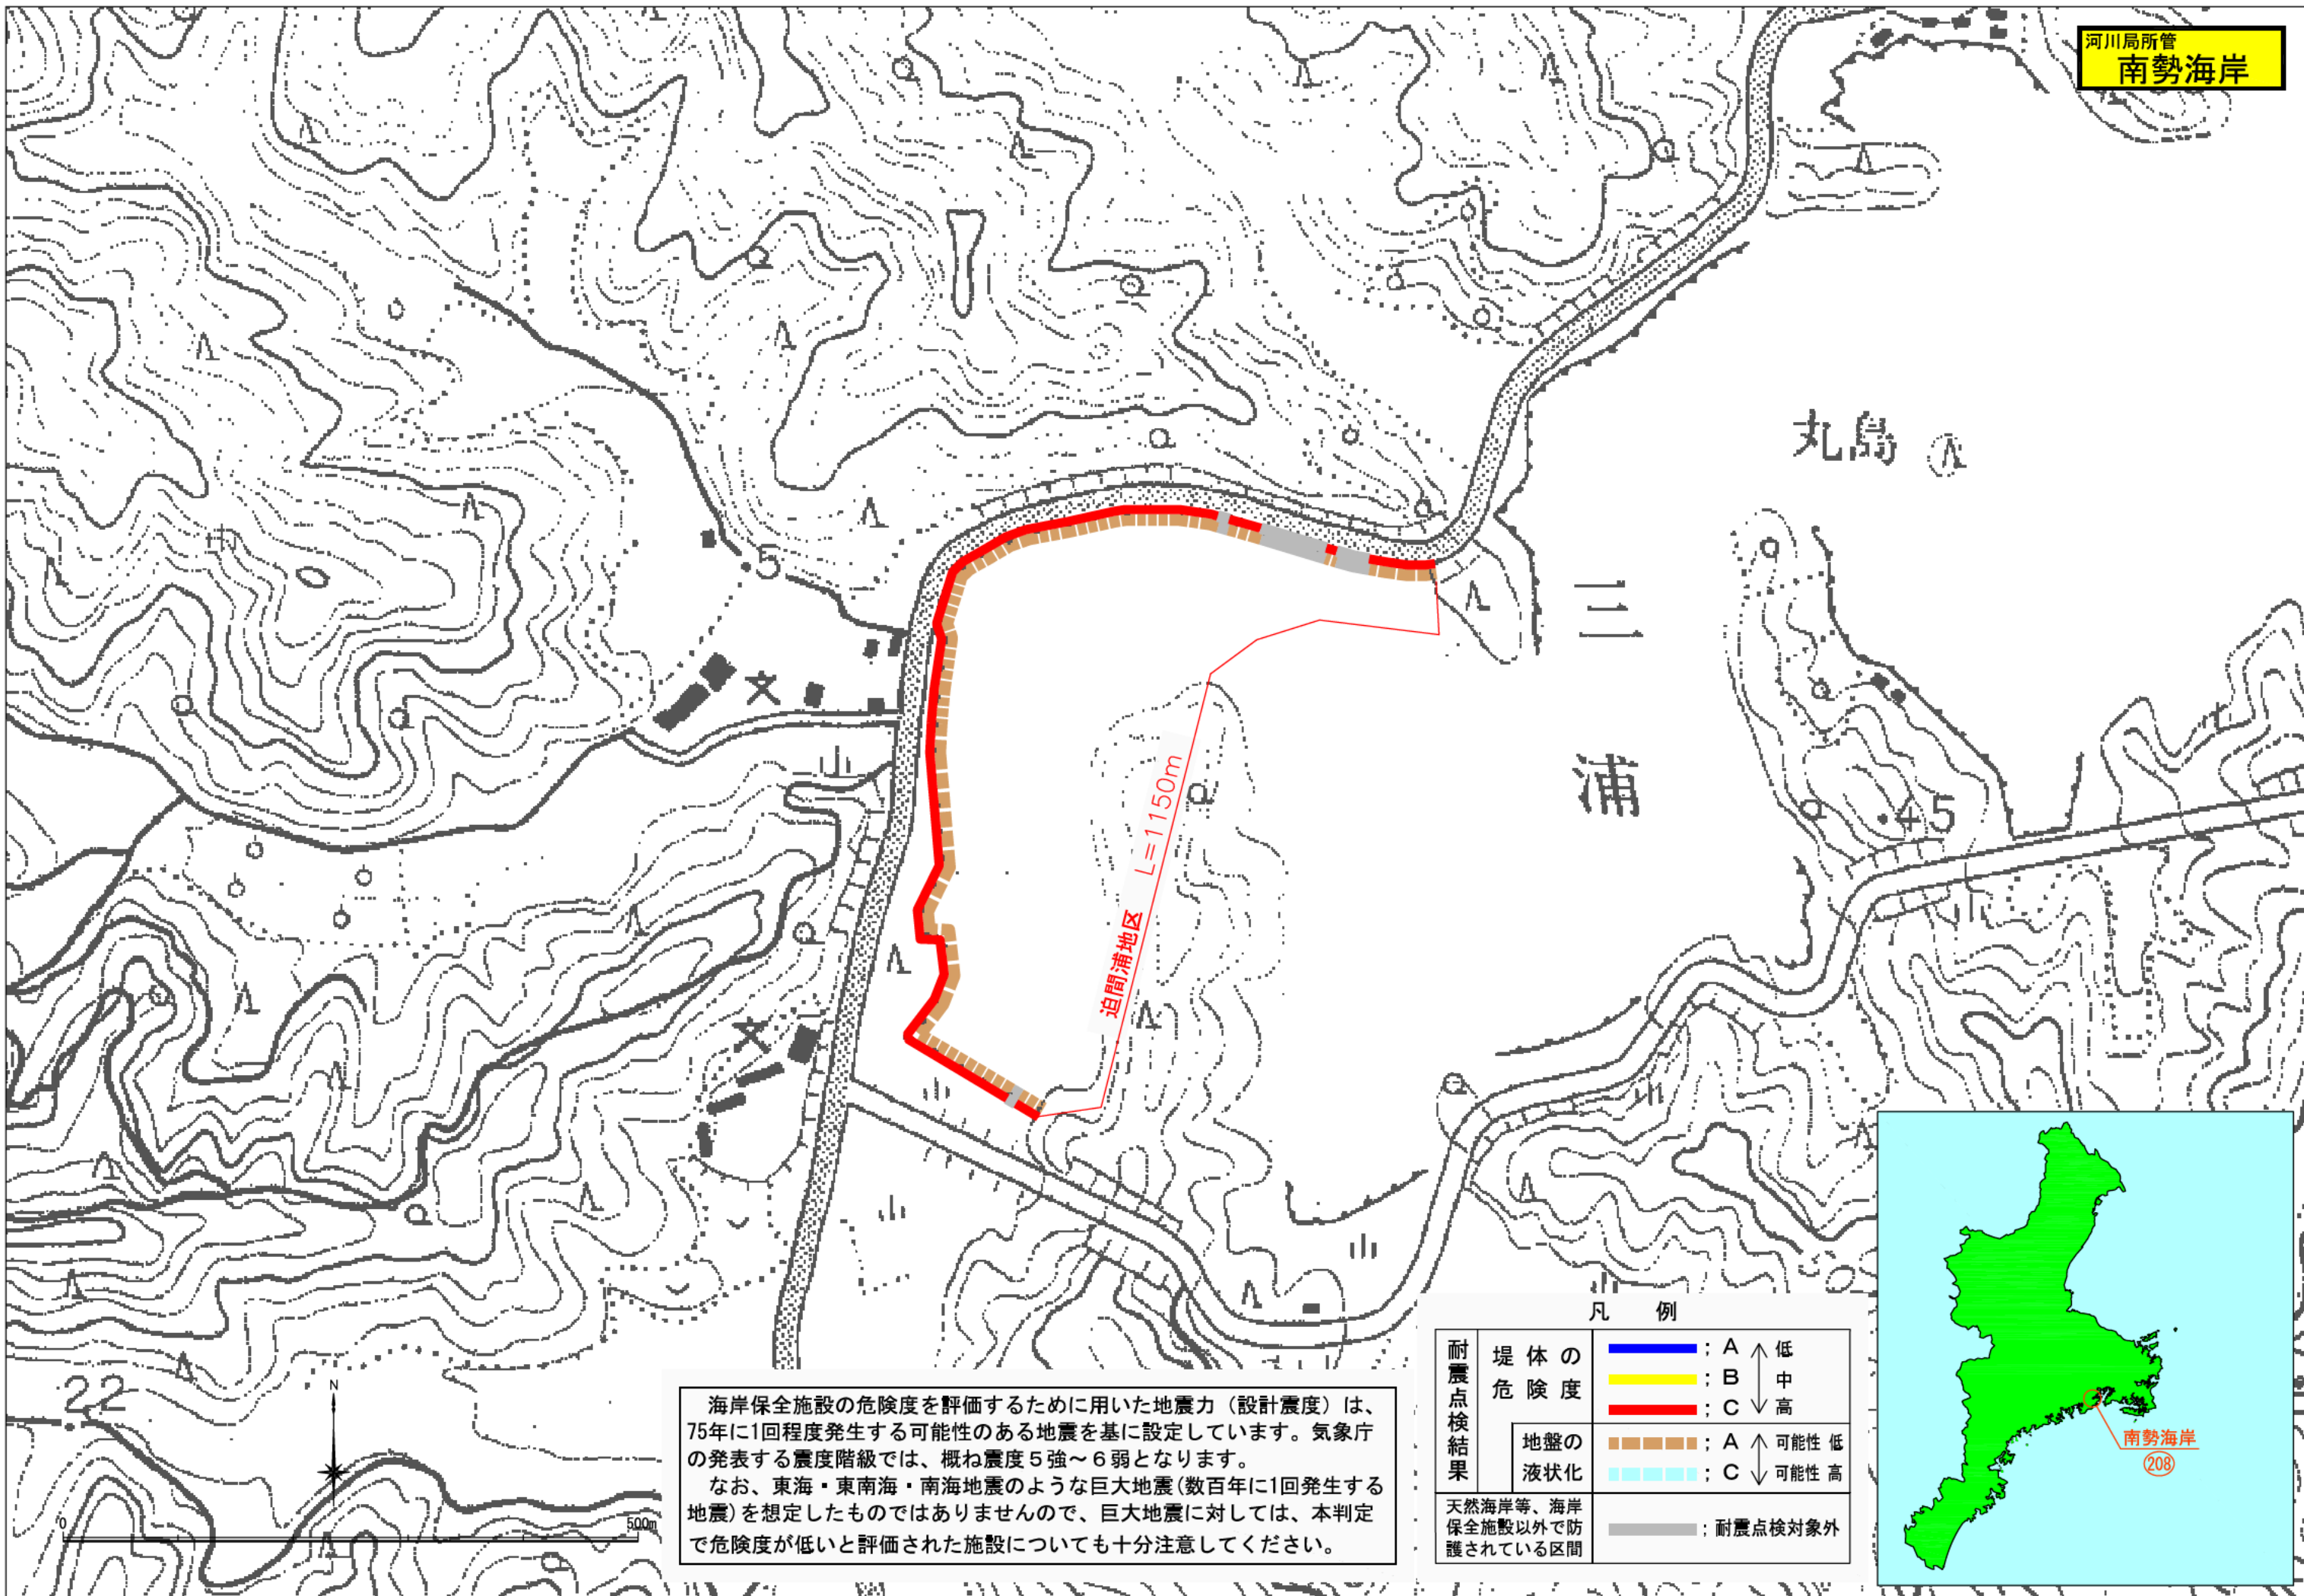 河川局所管
南勢海岸
丸島
三
浦
5
45
22
迫間浦地区 L=1150m
N
0
500m
海岸保全施設の危険度を評価するために用いた地震力（設計震度）は、
75年に1回程度発生する可能性のある地震を基に設定しています。気象庁
の発表する震度階級では、概ね震度５強～６弱となります。
なお、東海・東南海・南海地震のような巨大地震(数百年に1回発生する
地震)を想定したものではありませんので、巨大地震に対しては、本判定
で危険度が低いと評価された施設についても十分注意してください。
凡 例
耐震点検結果
堤体の
危険度
; A 低
; B 中
; C 高
地盤の
液状化
; A 可能性 低
; C 可能性 高
天然海岸等、海岸
保全施設以外で防
護されている区間
; 耐震点検対象外
南勢海岸
208